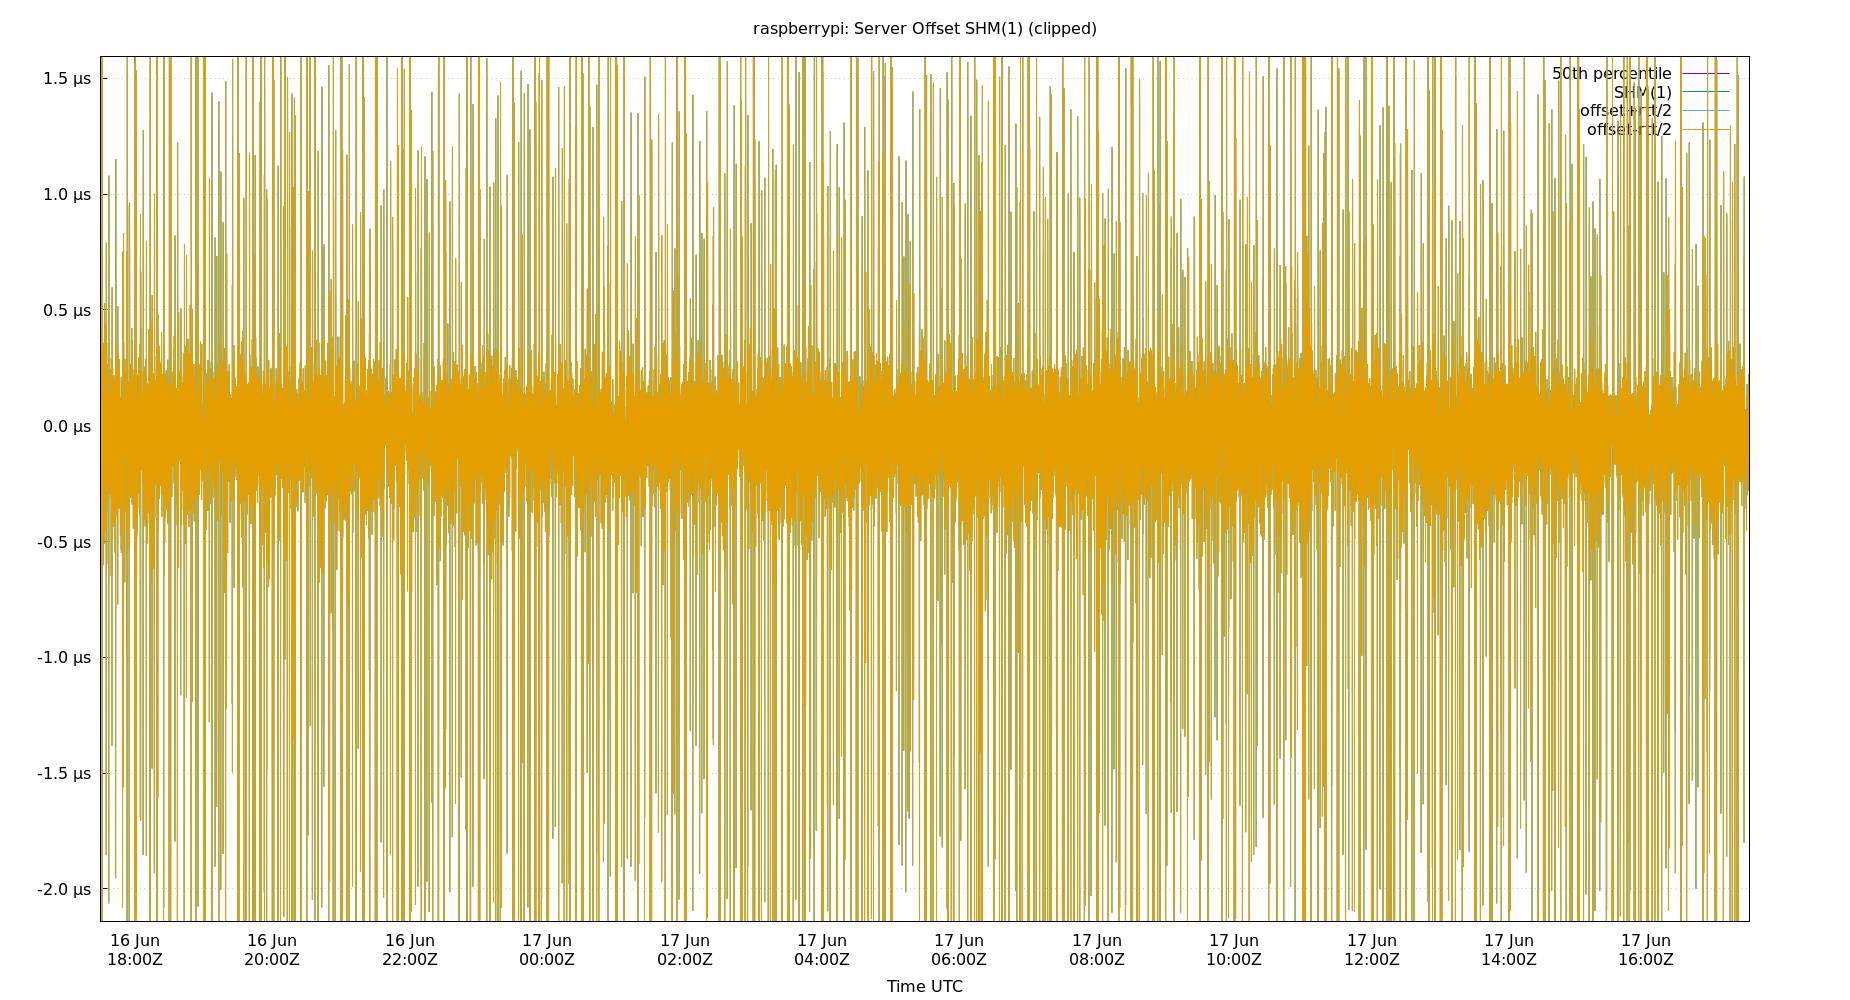 raspberrypi: Server Offset SHM(1) (clipped)
1.5 µs
1.0 µs
0.5 µs
0.0 µs
-0.5 µs
-1.0 µs
-1.5 µs
-2.0 µs
50th percentile
SHM(1)
offset+rtt/2
offset-rtt/2
16 Jun 16 Jun 16 Jun 17 Jun 17 Jun 17 Jun 17 Jun 17 Jun 17 Jun 17 Jun 17 Jun 17 Jun
18:00Z 20:00Z 22:00Z 00:00Z 02:00Z 04:00Z 06:00Z 08:00Z 10:00Z 12:00Z 14:00Z 16:00Z
Time UTC